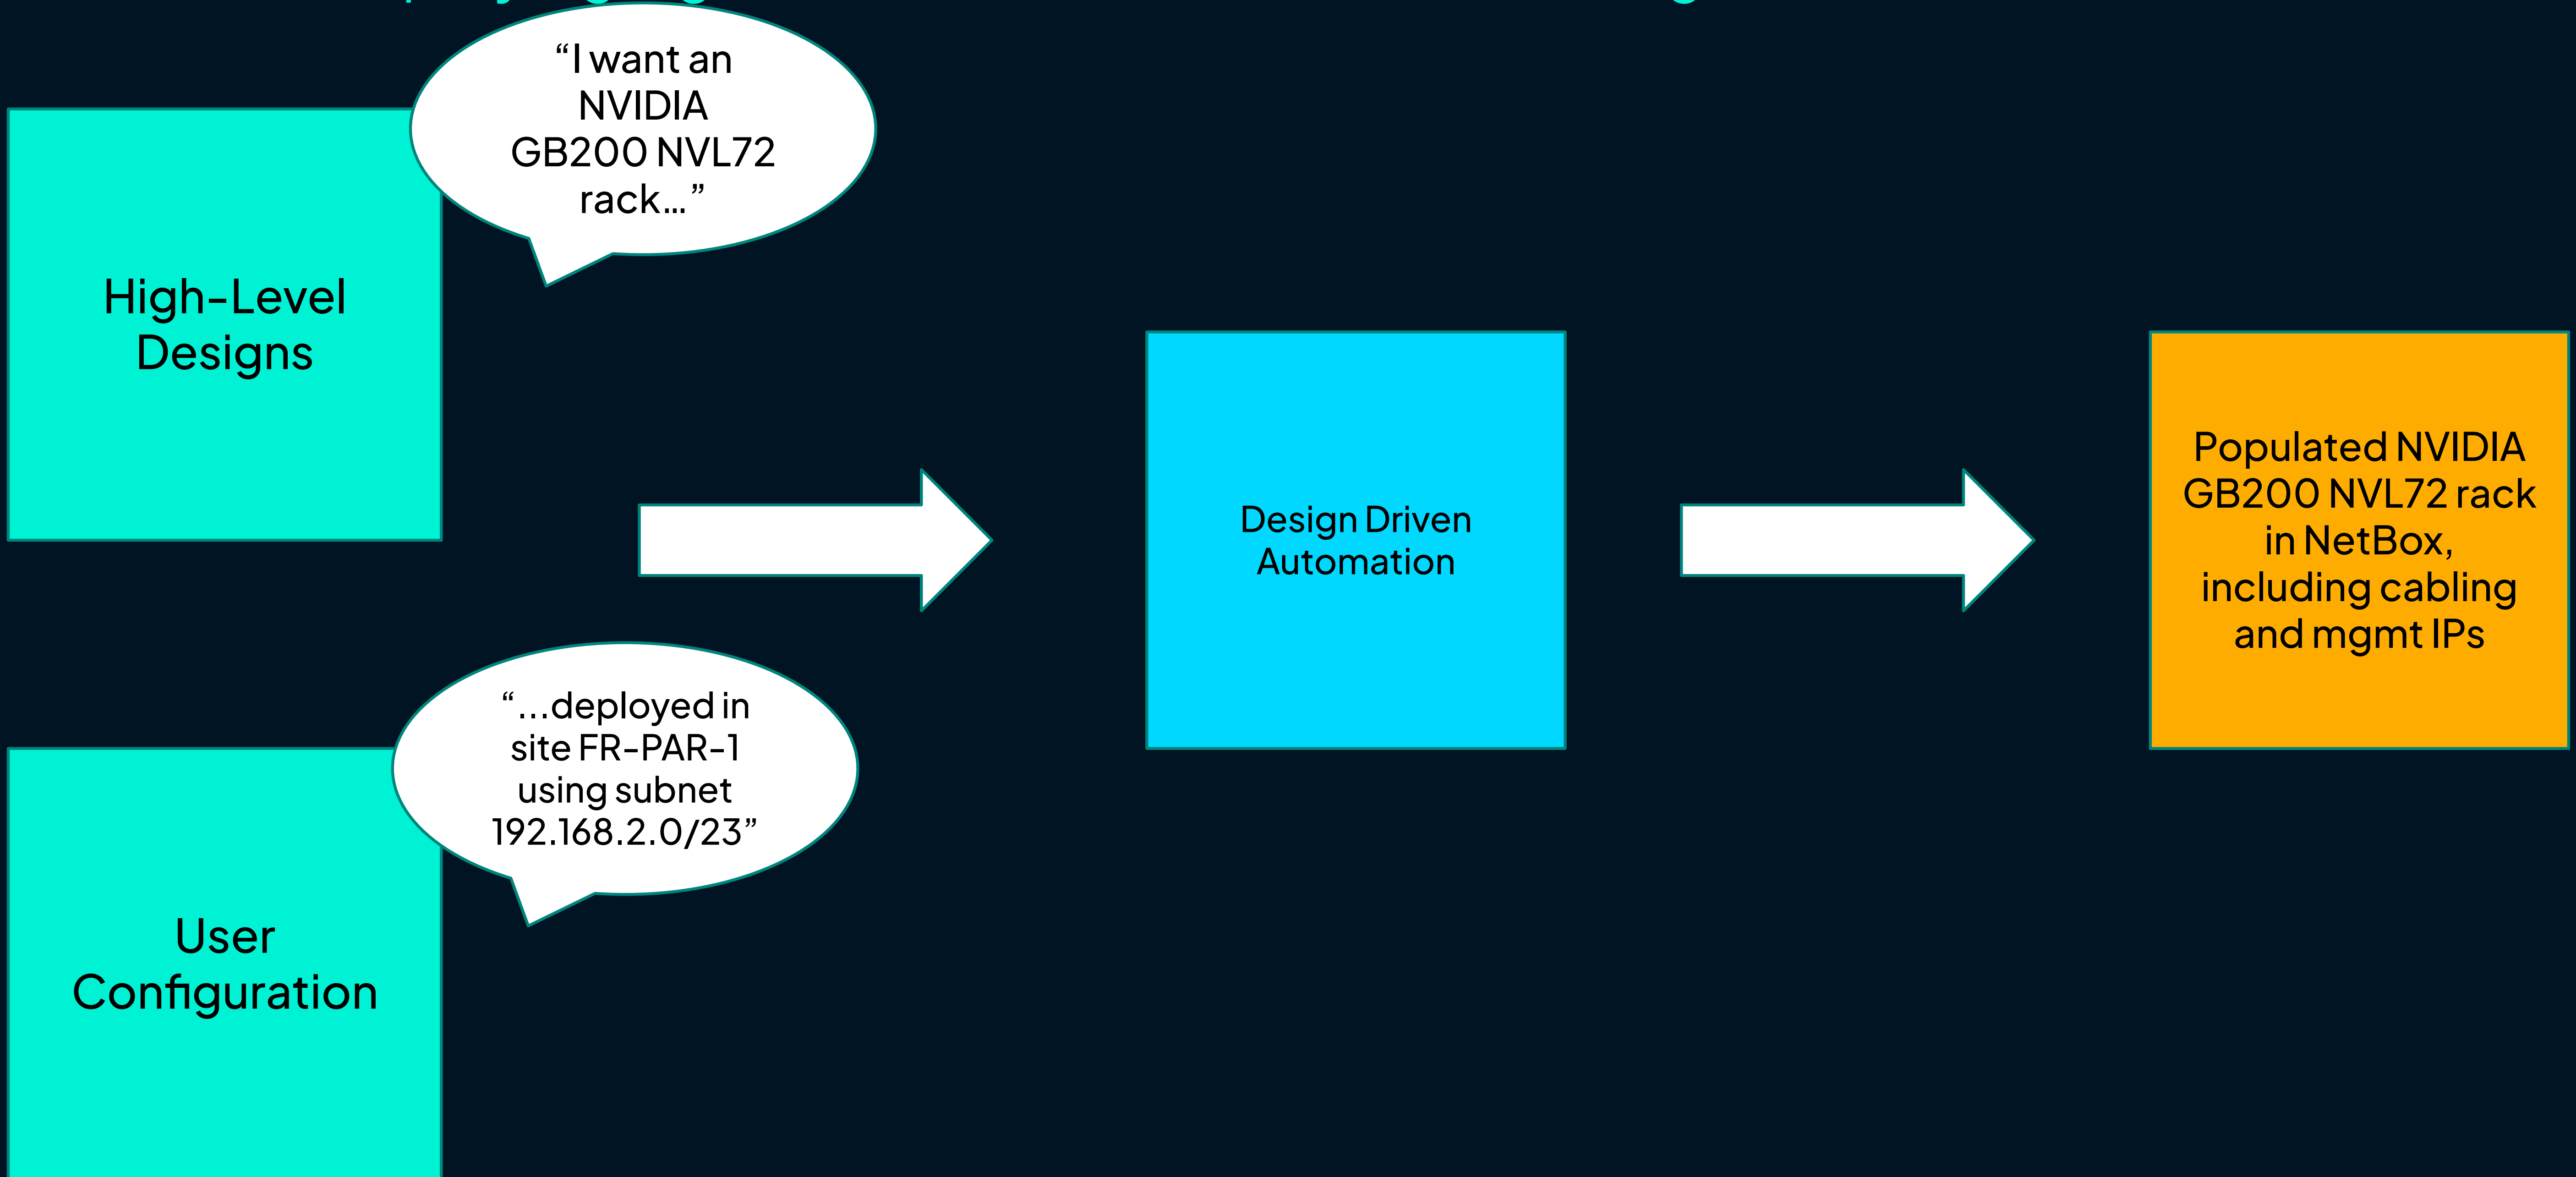 “I want an
NVIDIA
GB200 NVL72
rack…”
High-Level
Designs
Design Driven
Automation
Populated NVIDIA
GB200 NVL72 rack
in NetBox,
including cabling
and mgmt IPs
“…deployed in
site FR-PAR-1
using subnet
192.168.2.0/23”
User
Configuration